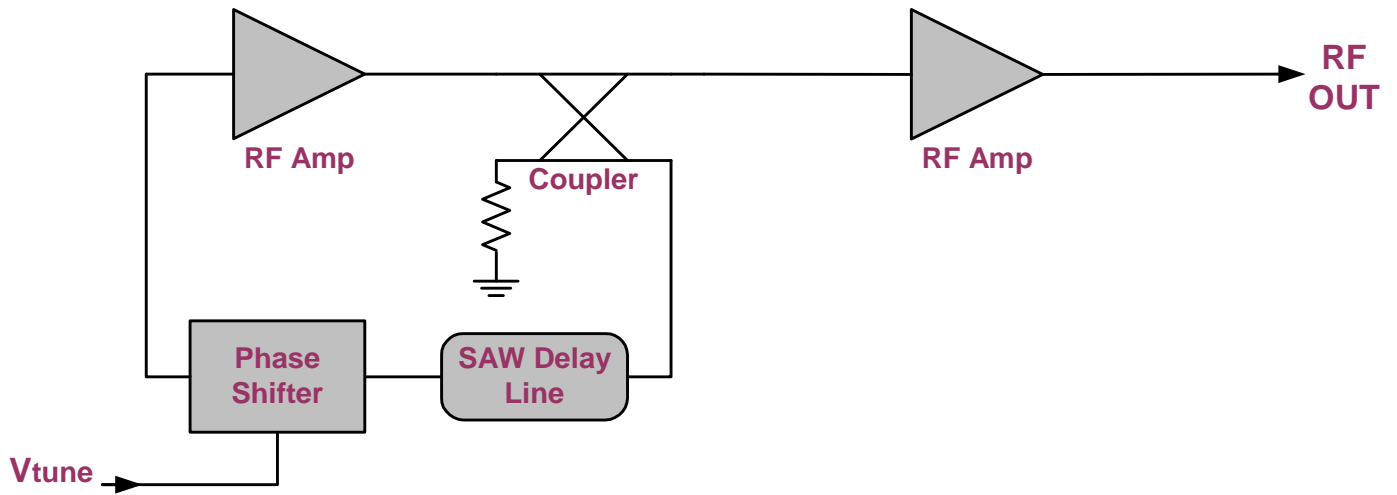 RF
OUT
RF Amp
RF Amp
Coupler
Phase
Shifter
SAW Delay
Line
Vtune